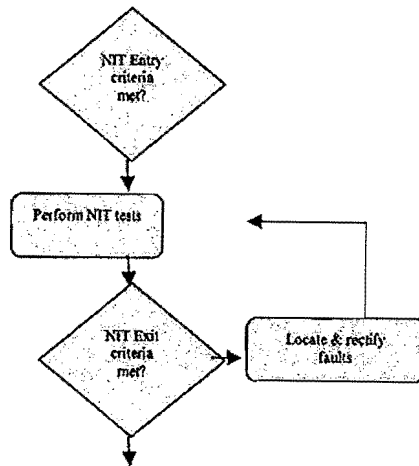 NIT Entry
criteria
met?
Perform NIT tests
NIT Exit
criteria
met?
Locate & rectify
faults